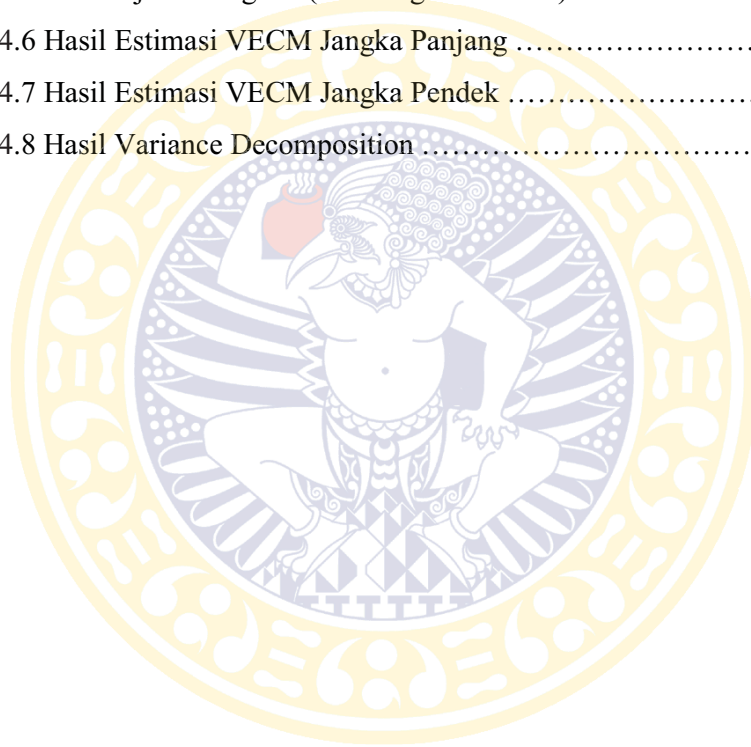 4.6 Hasil Estimasi VECM Jangka Panjang ……………………
4.7 Hasil Estimasi VECM Jangka Pendek ……………………
4.8 Hasil Variance Decomposition ……………………………